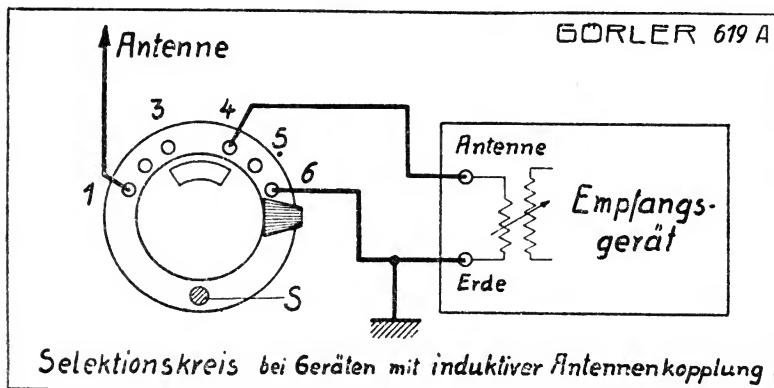 GÖRLER 619 A
Antenne
3
4
5
1
6
Antenne
Empfangs-
gerät
Erde
S
Selektionskreis bei Geräten mit induktiver Antennenkopplung